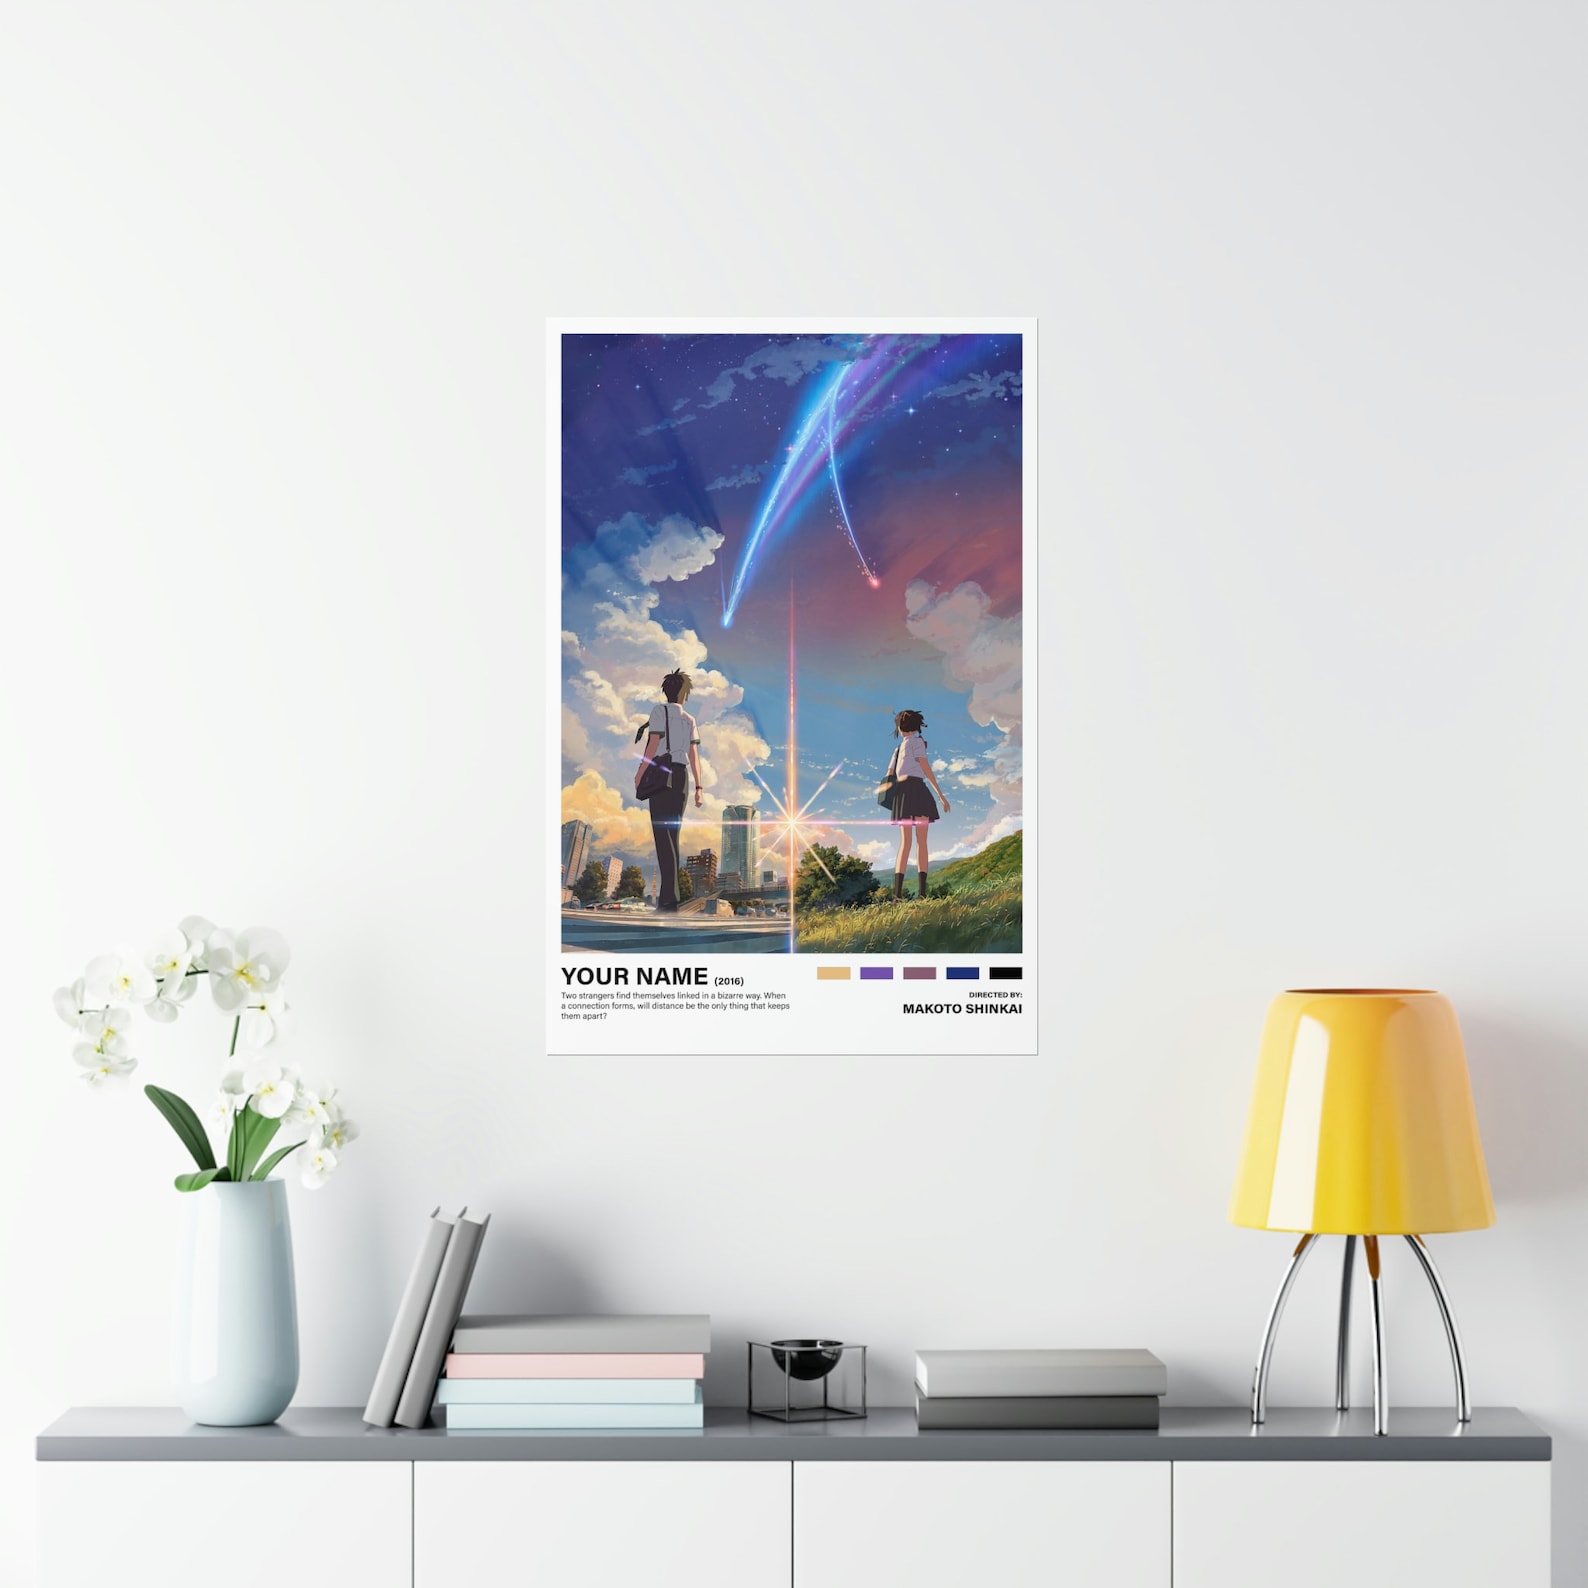 YOUR NAME (2016)
Two strangers find themselves linked in a bizarre way. When
a connection forms, will distance be the only thing that keeps
them apart?
DIRECTED BY:
MAKOTO SHINKAI